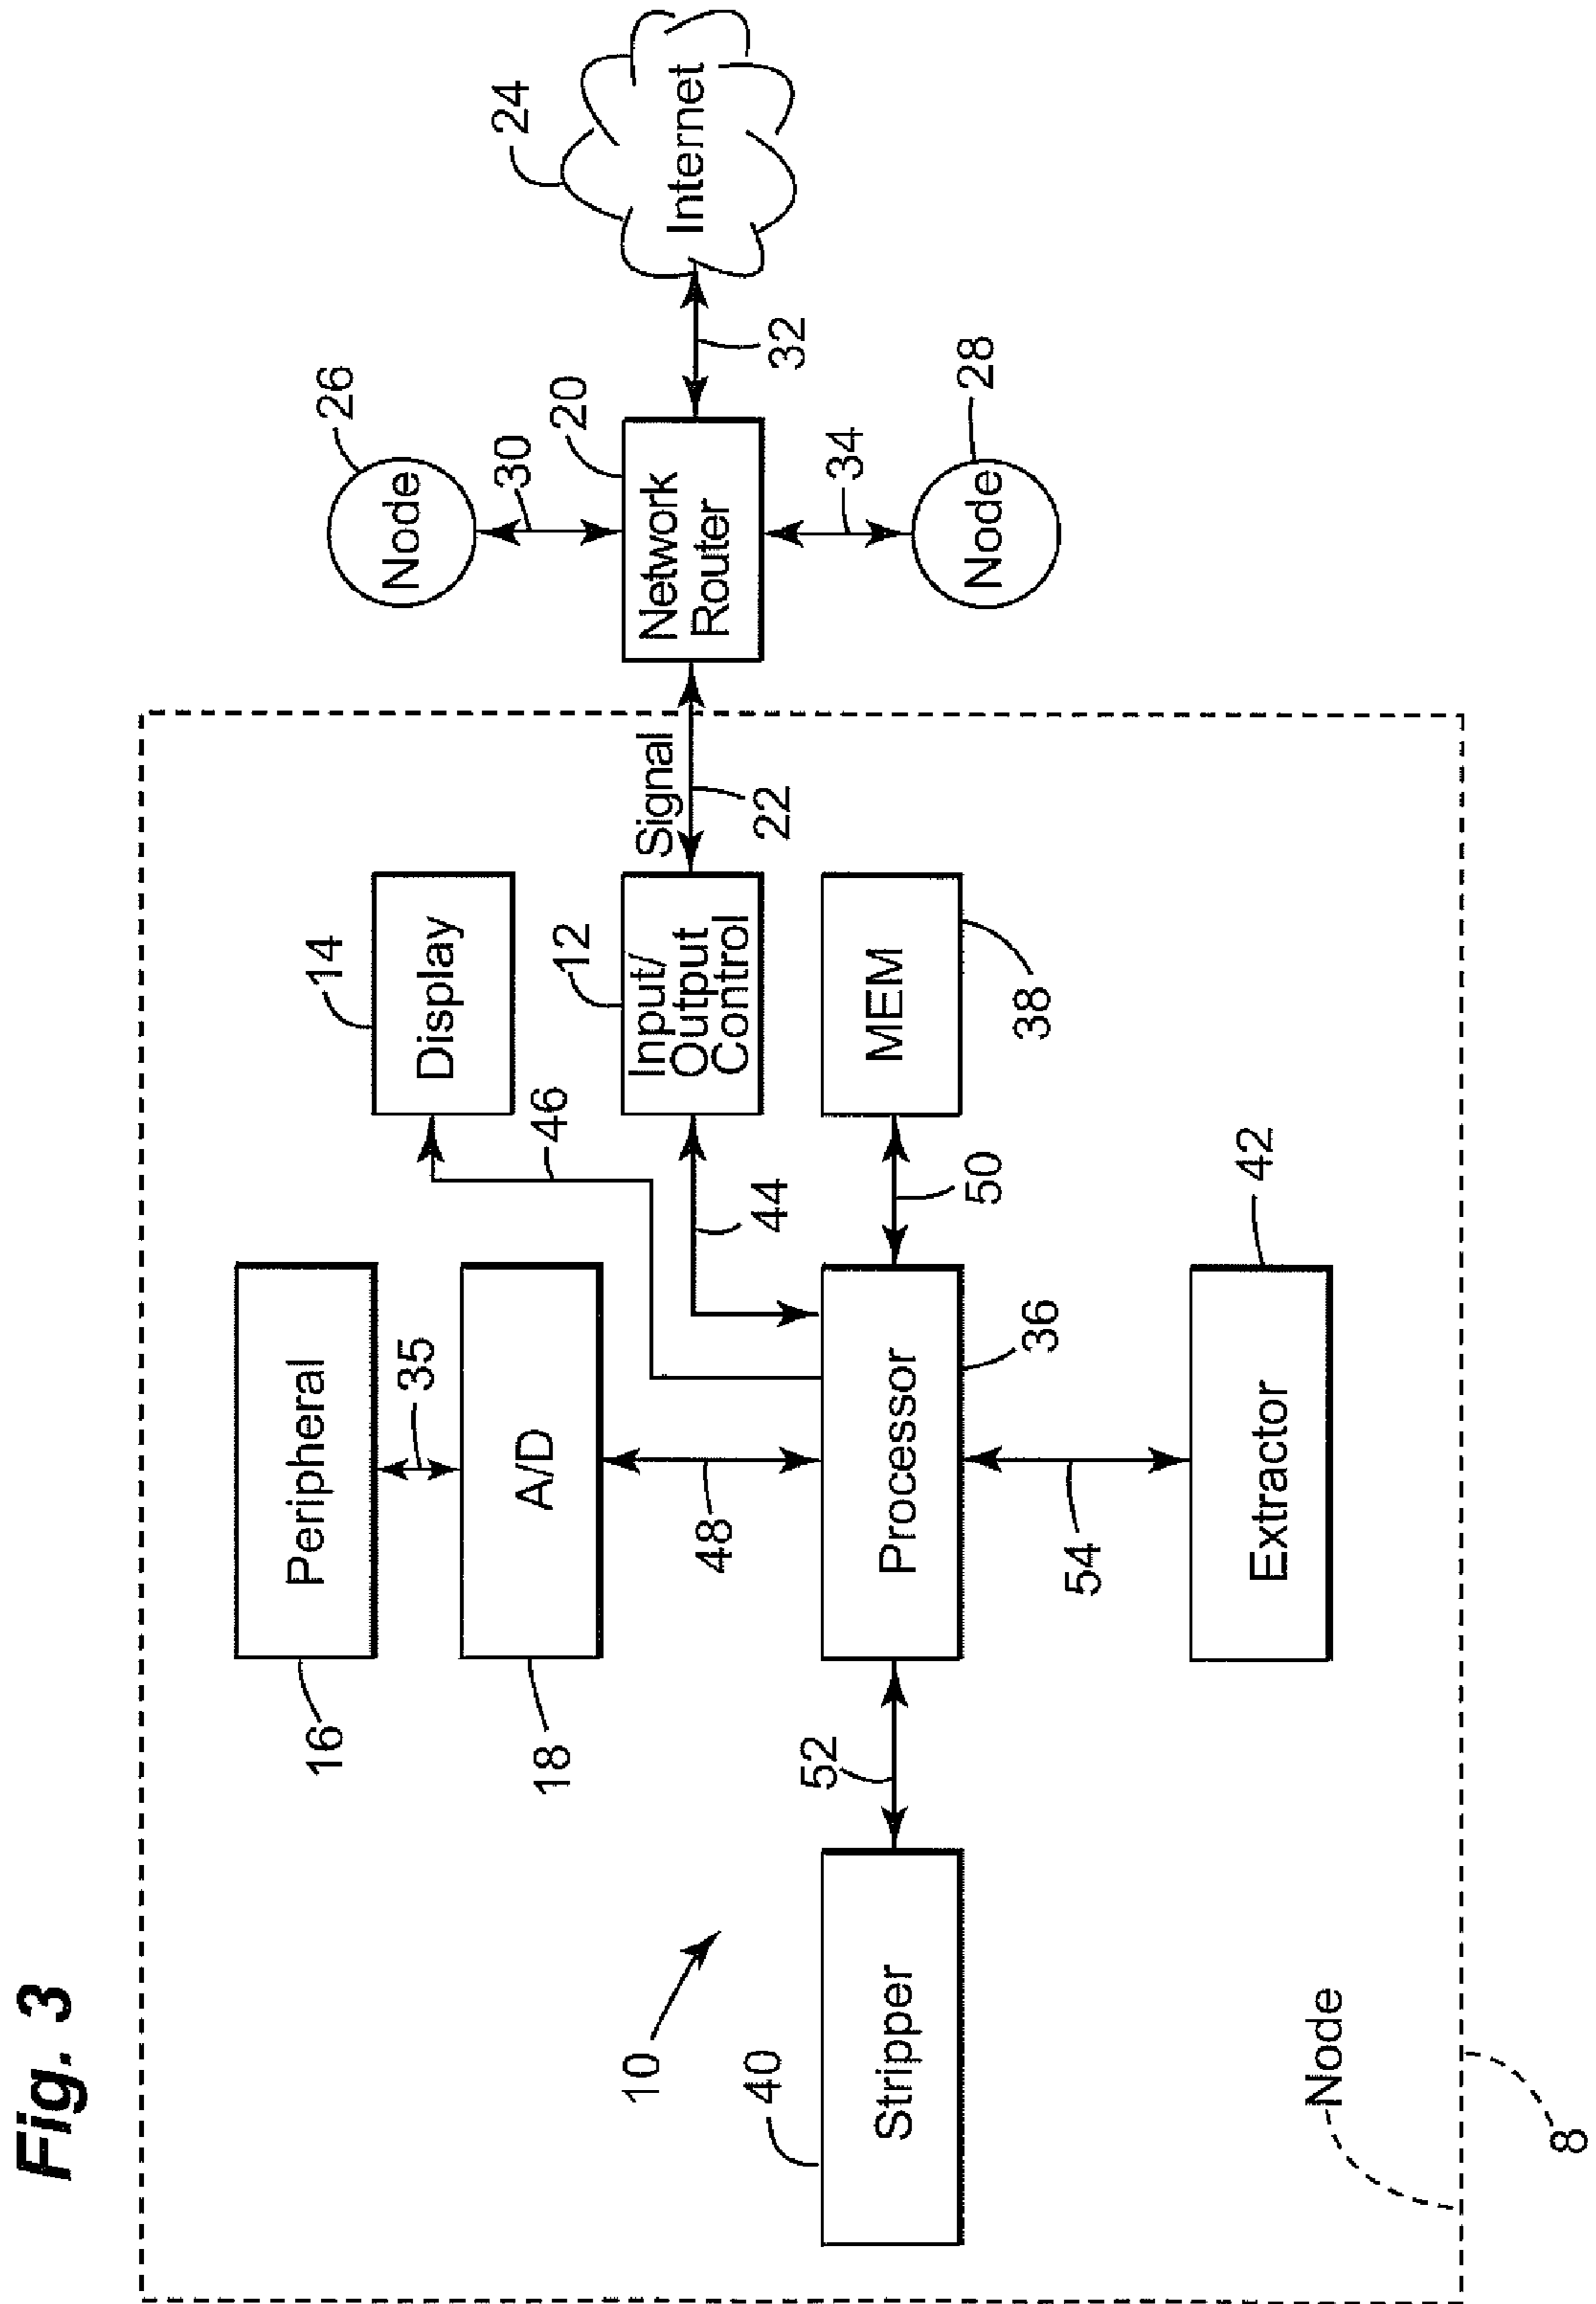 Fig. 3
10
40
Stripper
52
16
Peripheral
35
18
A/D
48
Processor
36
54
Extractor
42
44
46
14
Display
12
Input/
Output
Control
50
MEM
38
Signal
22
Node
8
Network
Router
20
30
Node
26
34
Node
28
32
Internet
24